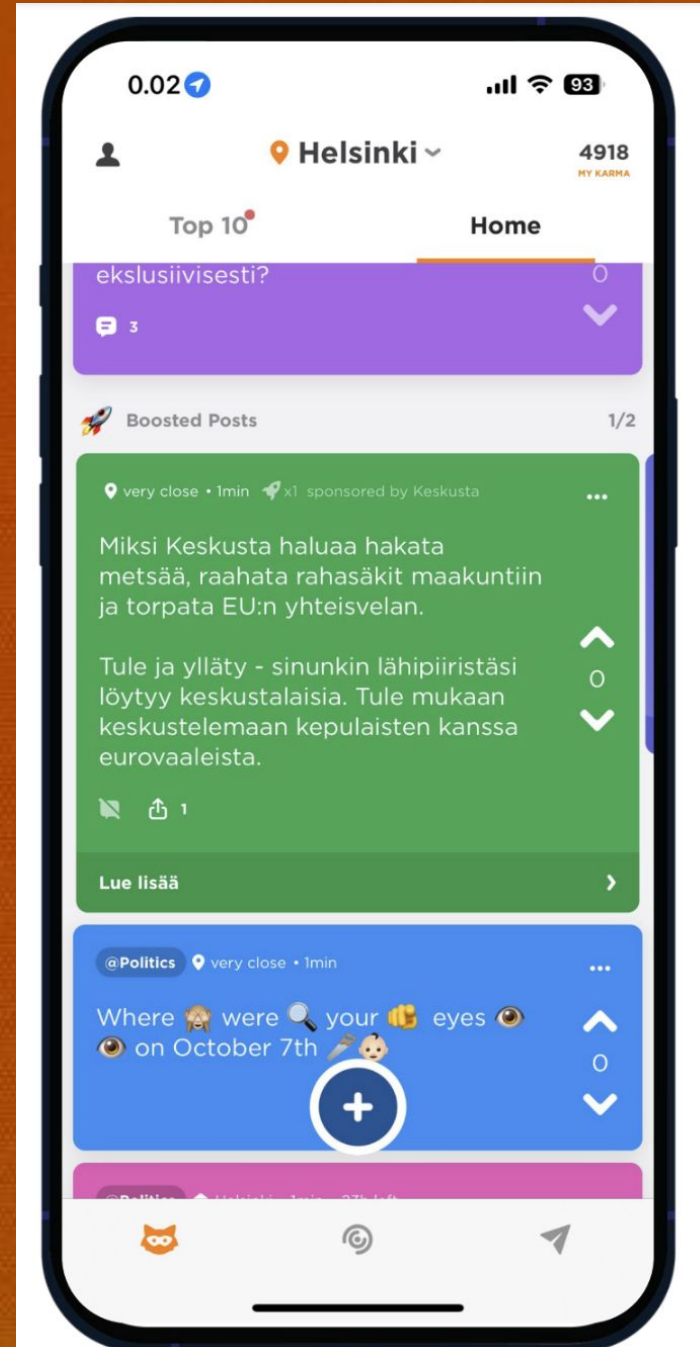 0.02
93
Helsinki
4918
MY KARMA
Top 10
Home
ekslusiivisesti?
0
3
Boosted Posts
1/2
very close • 1min x1 sponsored by Keskusta
Miksi Keskusta haluaa hakata
metsää, raahata rahasäkit maakuntiin
ja torpata EU:n yhteisvelan.
Tule ja ylläty - sinunkin lähipiiristäsi
löytyy keskustalaisia. Tule mukaan
keskustelemaan kepulaisten kanssa
eurovaaleista.
0
1
Lue lisää
@Politics very close • 1min
Where 🙈 were 🔍 your 🫵 eyes 👁️
👁️ on October 7th 🎤👶🏻
0